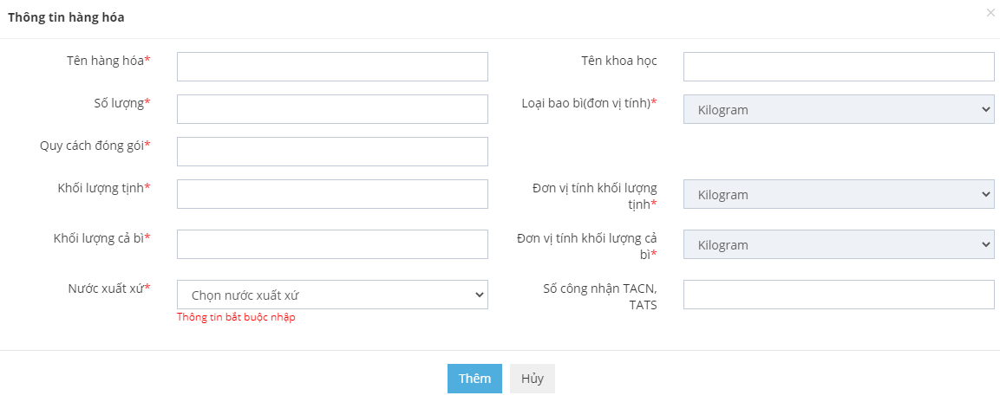 Thông tin hàng hóa
×
Tên hàng hóa*
Tên khoa học
Số lượng*
Loại bao bì(đơn vị tính)*
Kilogram
Quy cách đóng gói*
Khối lượng tịnh*
Đơn vị tính khối lượng
tịnh*
Kilogram
Khối lượng cả bì*
Đơn vị tính khối lượng cả
bì*
Kilogram
Nước xuất xứ*
Chọn nước xuất xứ
Thông tin bắt buộc nhập
Số công nhận TACN,
TATS
Thêm
Hủy